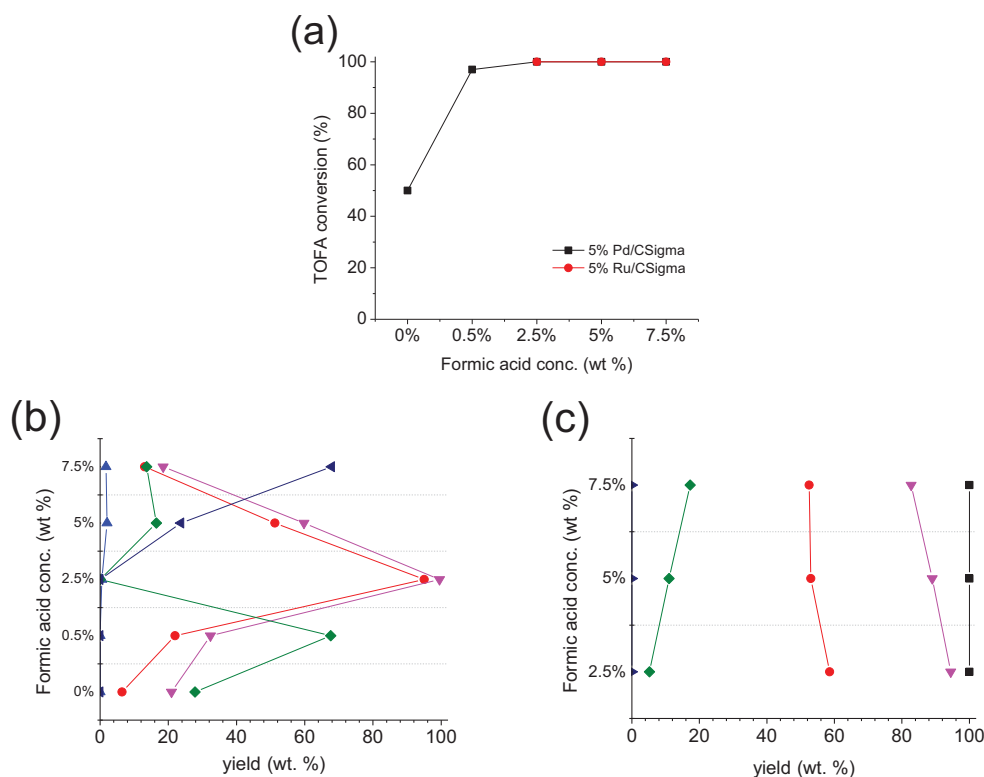 (a)
100
80
60
40
20
0
TOFA conversion (%)
5% Pd/CSigma
5% Ru/CSigma
0% 0.5% 2.5% 5% 7.5%
Formic acid conc. (wt %)
(b)
7.5%
5%
2.5%
0.5%
0%
Formic acid conc. (wt %)
0 20 40 60 80 100
yield (wt. %)
(c)
7.5%
5%
2.5%
Formic acid conc. (wt %)
0 20 40 60 80 100
yield (wt. %)